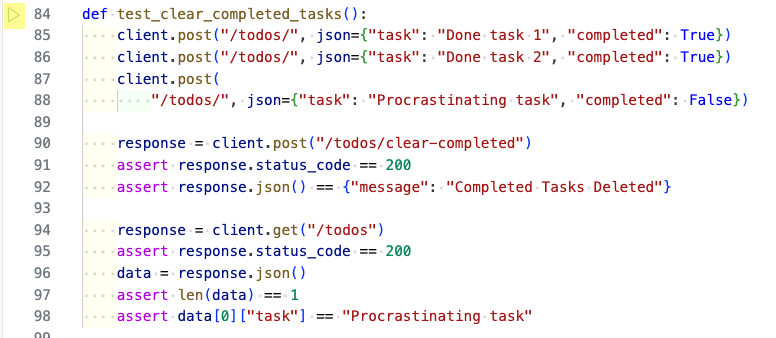 84 def test_clear_completed_tasks():
85     client.post("/todos/", json={"task": "Done task 1", "completed": True})
86     client.post("/todos/", json={"task": "Done task 2", "completed": True})
87     client.post(
88         "/todos/", json={"task": "Procrastinating task", "completed": False})
89
90     response = client.post("/todos/clear-completed")
91     assert response.status_code == 200
92     assert response.json() == {"message": "Completed Tasks Deleted"}
93
94     response = client.get("/todos")
95     assert response.status_code == 200
96     data = response.json()
97     assert len(data) == 1
98     assert data[0]["task"] == "Procrastinating task"
99